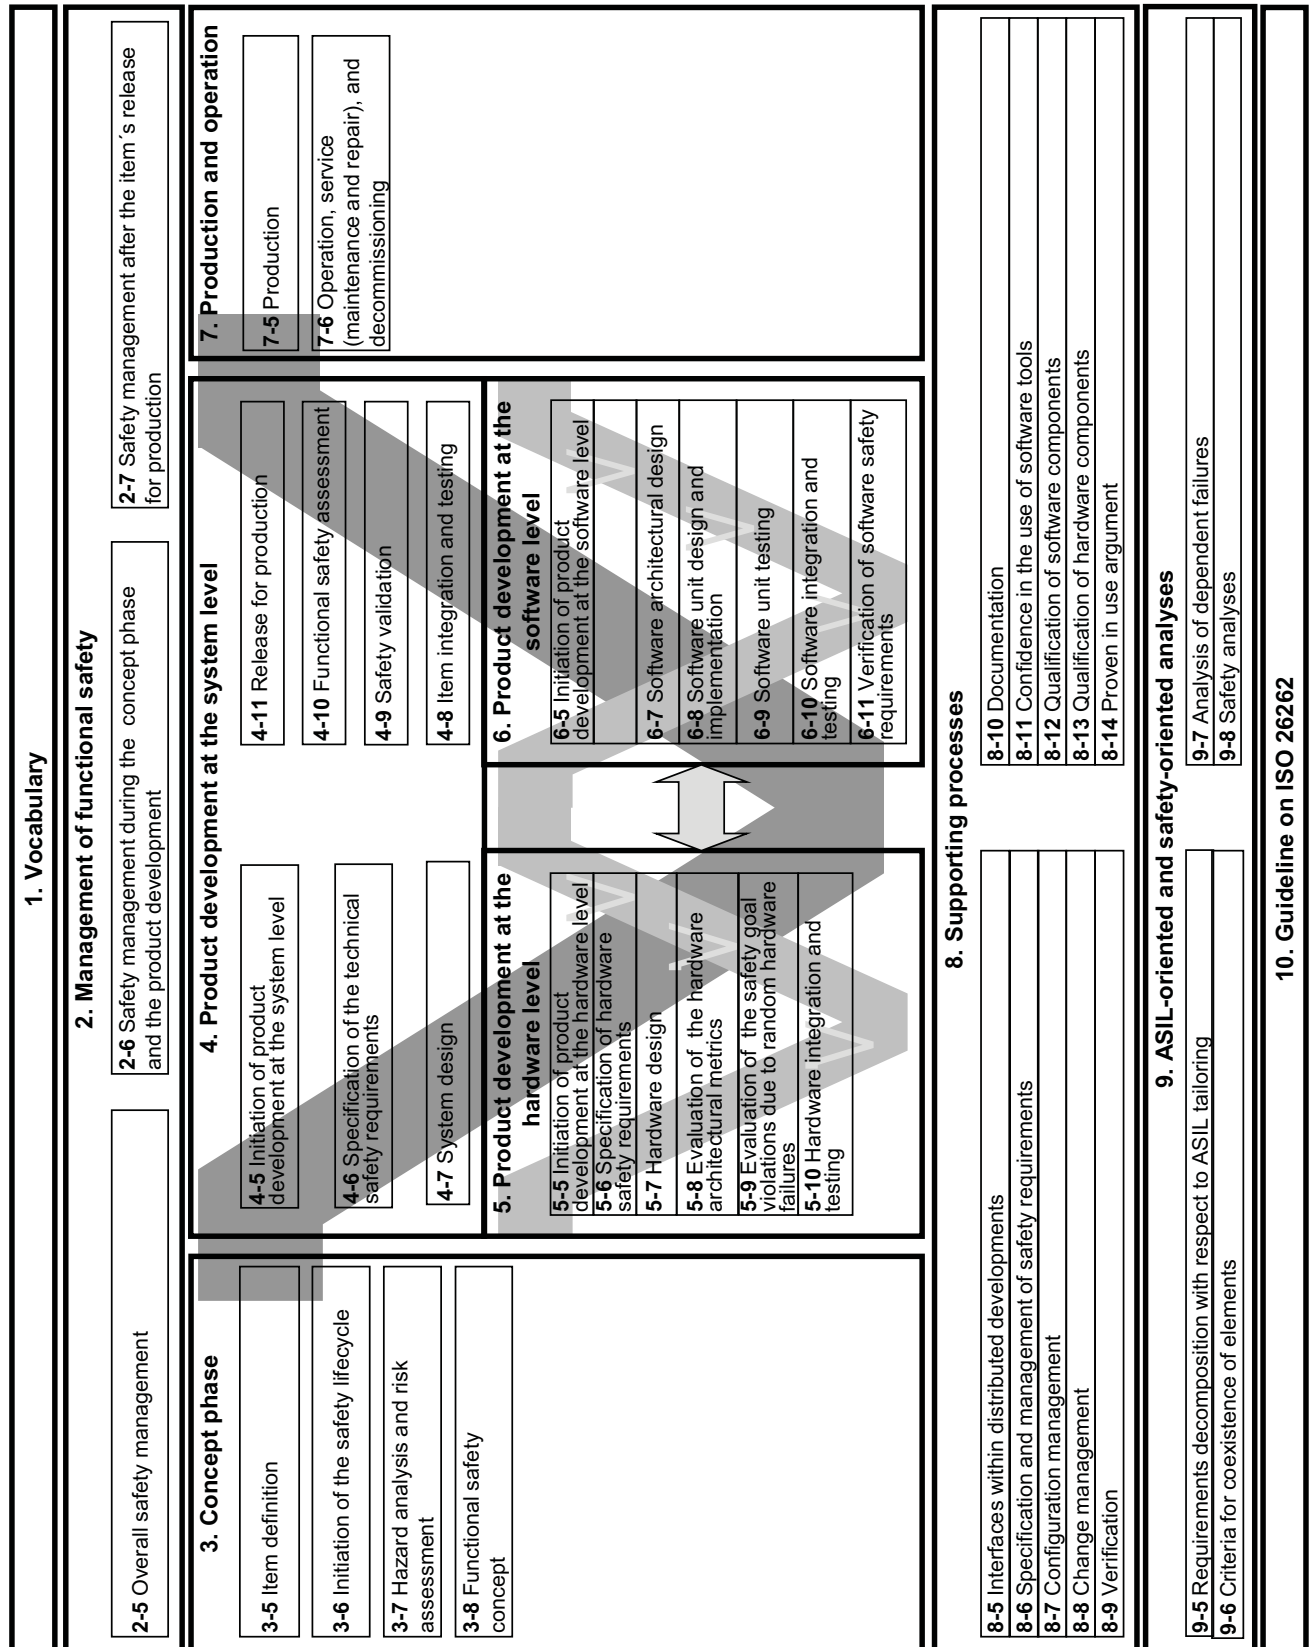 1. Vocabulary
2. Management of functional safety
2-5 Overall safety management
2-6 Safety management during the concept phase
and the product development
2-7 Safety management after the item´s release
for production
3. Concept phase
3-5 Item definition
3-6 Initiation of the safety lifecycle
3-7 Hazard analysis and risk
assessment
3-8 Functional safety
concept
4. Product development at the system level
4-5 Initiation of product
development at the system level
4-6 Specification of the technical
safety requirements
4-7 System design
4-11 Release for production
4-10 Functional safety assessment
4-9 Safety validation
4-8 Item integration and testing
5. Product development at the
hardware level
5-5 Initiation of product
development at the hardware level
5-6 Specification of hardware
safety requirements
5-7 Hardware design
5-8 Evaluation of the hardware
architectural metrics
5-9 Evaluation of the safety goal
violations due to random hardware
failures
5-10 Hardware integration and
testing
6. Product development at the
software level
6-5 Initiation of product
development at the software level
6-7 Software architectural design
6-8 Software unit design and
implementation
6-9 Software unit testing
6-10 Software integration and
testing
6-11 Verification of software safety
requirements
7. Production and operation
7-5 Production
7-6 Operation, service
(maintenance and repair), and
decommissioning
8. Supporting processes
8-5 Interfaces within distributed developments
8-6 Specification and management of safety requirements
8-7 Configuration management
8-8 Change management
8-9 Verification
8-10 Documentation
8-11 Confidence in the use of software tools
8-12 Qualification of software components
8-13 Qualification of hardware components
8-14 Proven in use argument
9. ASIL-oriented and safety-oriented analyses
9-5 Requirements decomposition with respect to ASIL tailoring
9-6 Criteria for coexistence of elements
9-7 Analysis of dependent failures
9-8 Safety analyses
10. Guideline on ISO 26262